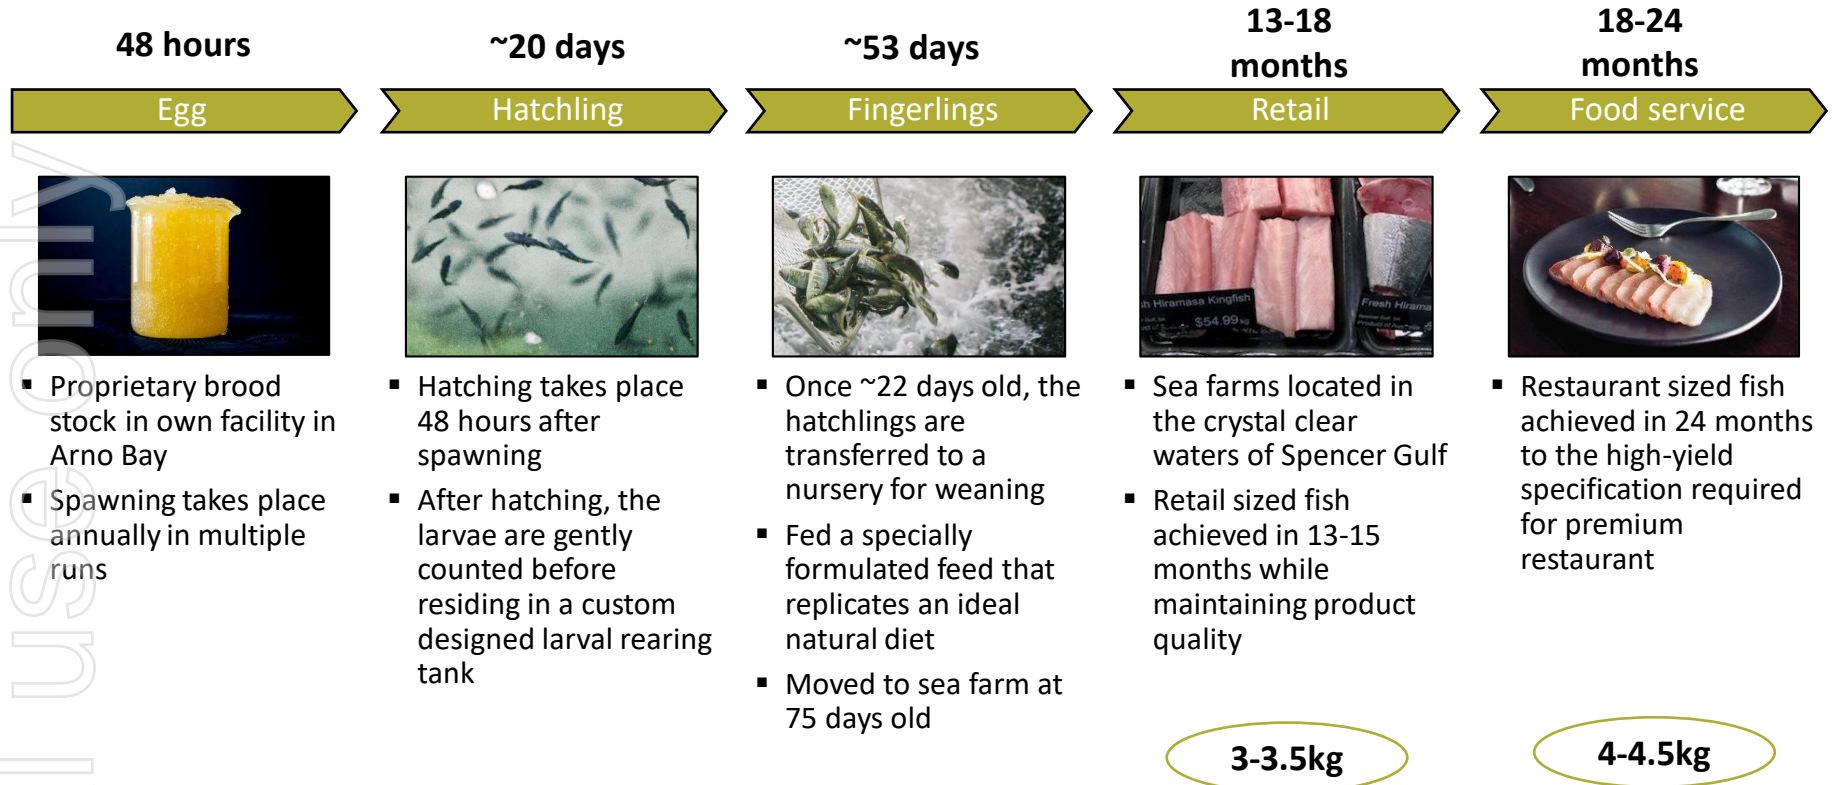 48 hours
Egg
▪ Proprietary brood
stock in own facility in
Arno Bay
▪ Spawning takes place
annually in multiple
runs
~20 days
Hatchling
▪ Hatching takes place
48 hours after
spawning
▪ After hatching, the
larvae are gently
counted before
residing in a custom
designed larval rearing
tank
~53 days
Fingerlings
▪ Once ~22 days old, the
hatchlings are
transferred to a
nursery for weaning
▪ Fed a specially
formulated feed that
replicates an ideal
natural diet
▪ Moved to sea farm at
75 days old
13-18
months
Retail
Hiramasa Kingfish
$54.99 kg
Fresh Hirama
Product of
▪ Sea farms located in
the crystal clear
waters of Spencer Gulf
▪ Retail sized fish
achieved in 13-15
months while
maintaining product
quality
3-3.5kg
18-24
months
Food service
▪ Restaurant sized fish
achieved in 24 months
to the high-yield
specification required
for premium
restaurant
4-4.5kg
l use only